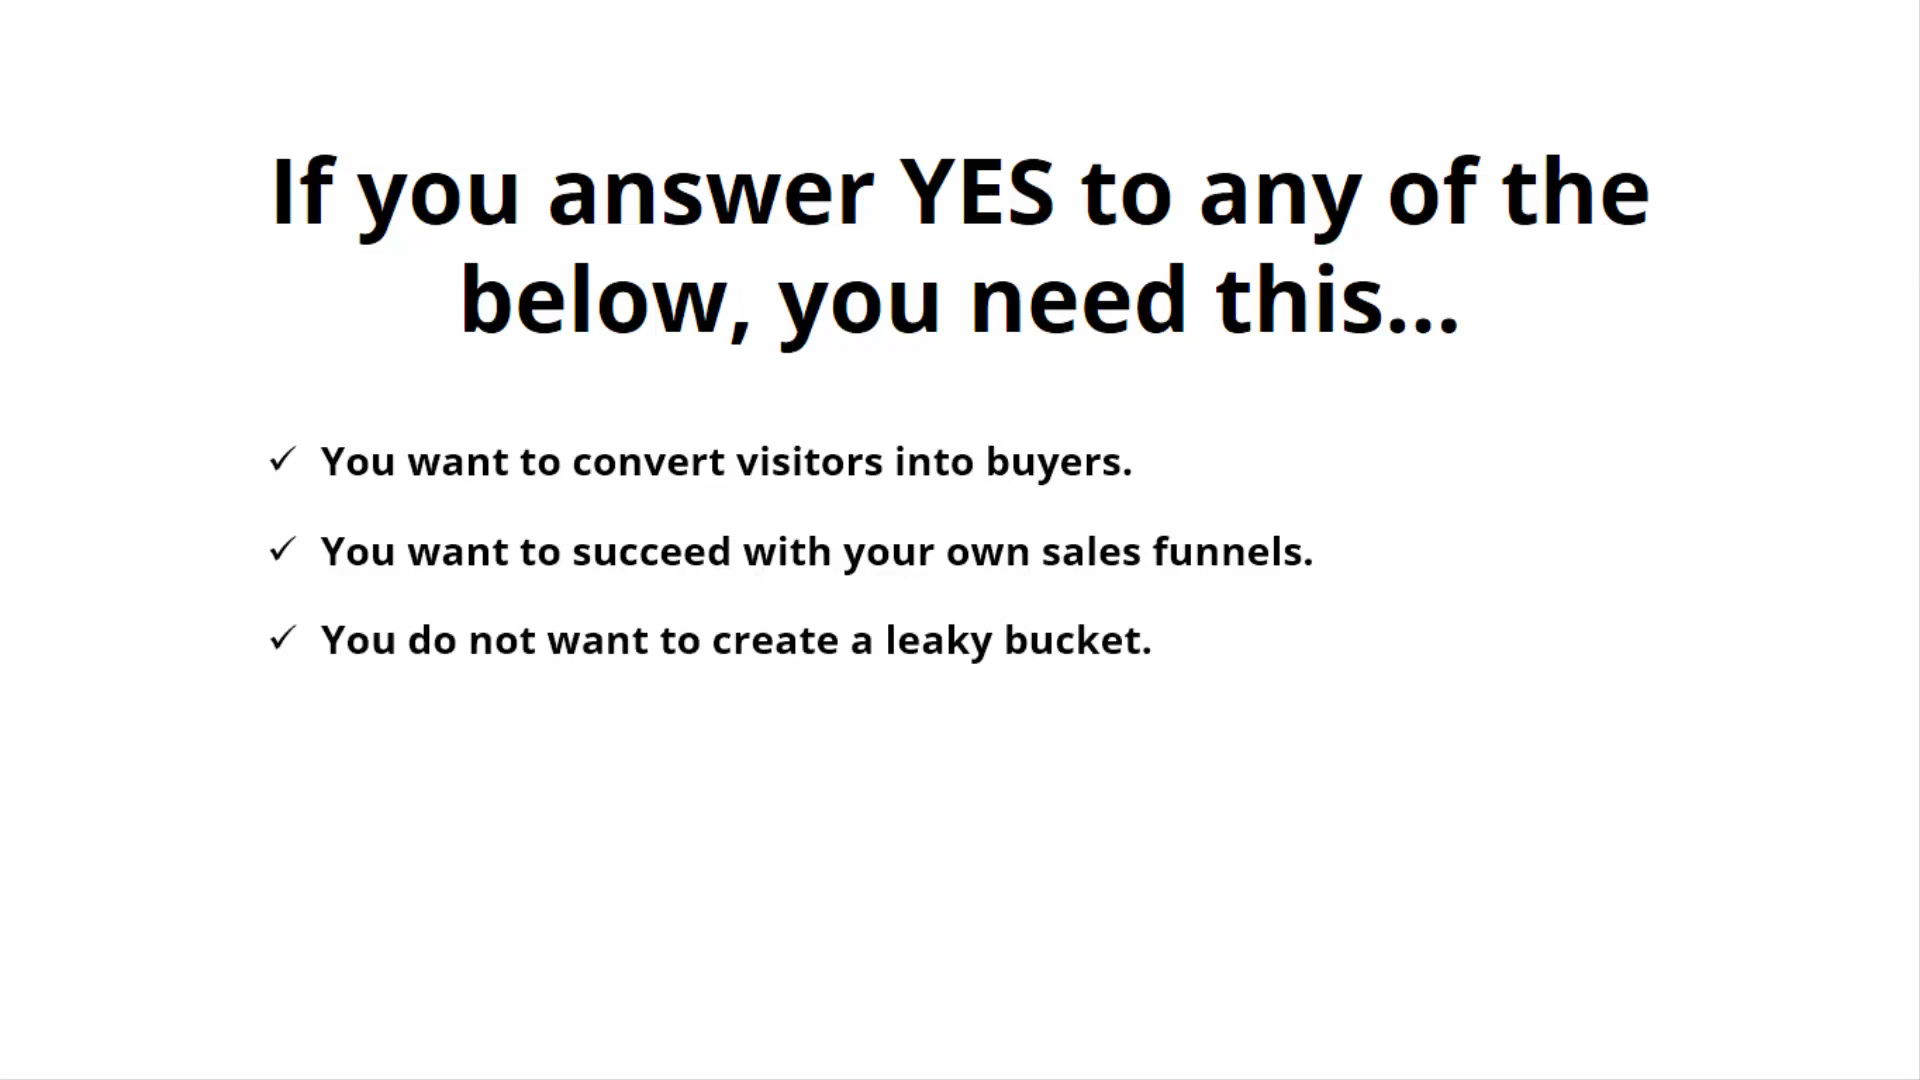 If you answer YES to any of the
below, you need this...
✓ You want to convert visitors into buyers.
✓ You want to succeed with your own sales funnels.
✓ You do not want to create a leaky bucket.